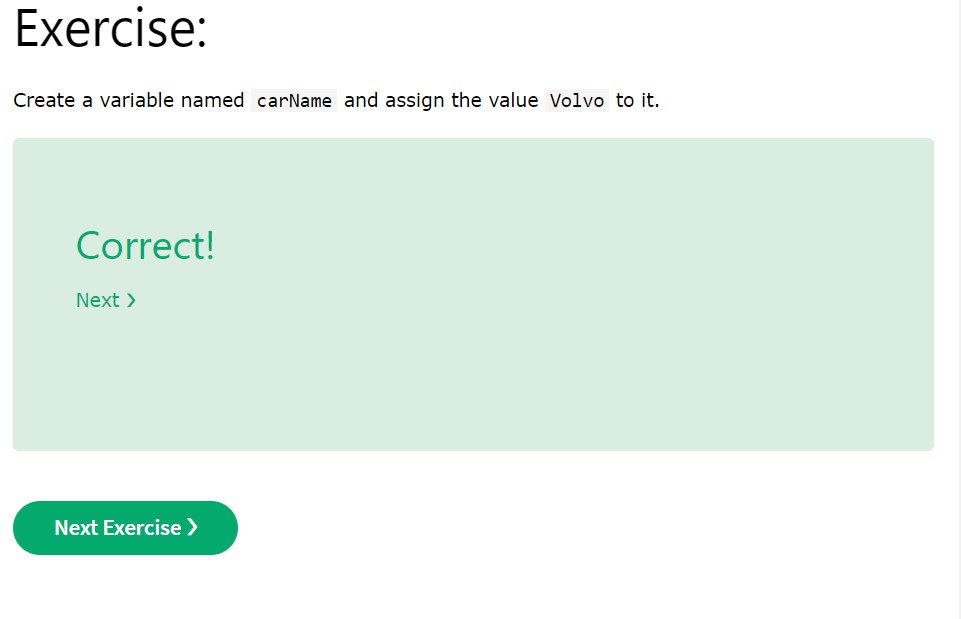 Exercise:
Create a variable named carName and assign the value Volvo to it.
Correct!
Next ❯
Next Exercise ❯